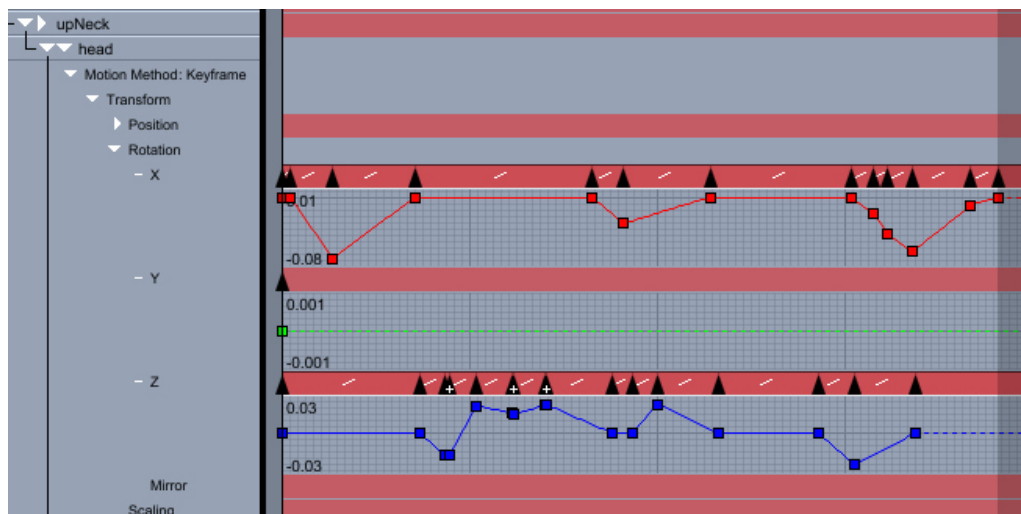 upNeck
head
Motion Method: Keyframe
Transform
Position
Rotation
X
0.01
-0.08
Y
0.001
-0.001
Z
0.03
-0.03
Mirror
Scaling